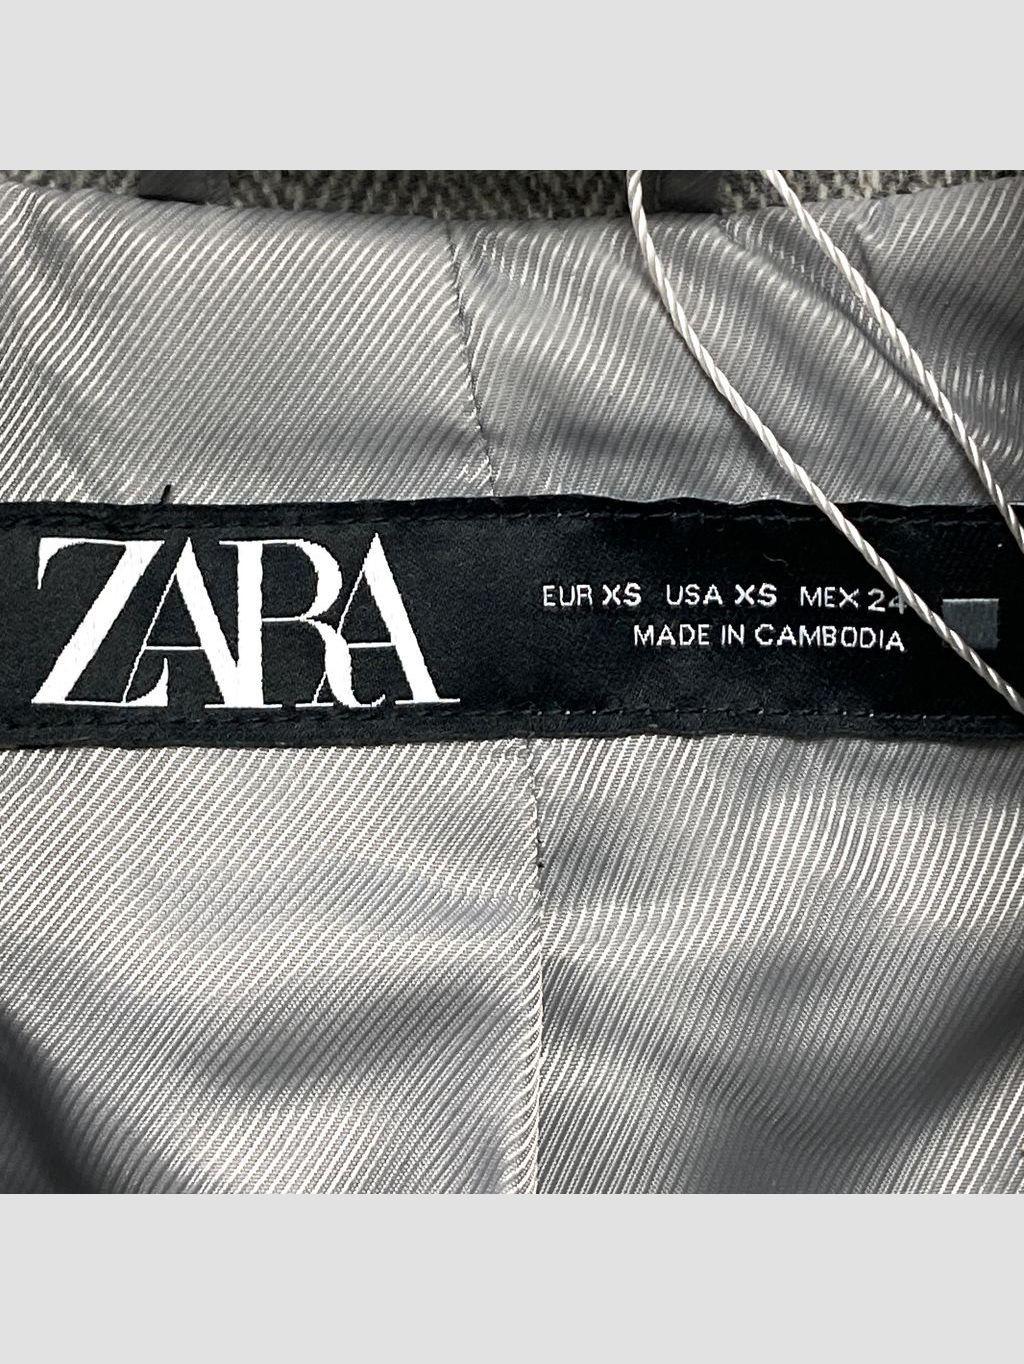 ZARA
EUR XS USA XS MEX 24
MADE IN CAMBODIA